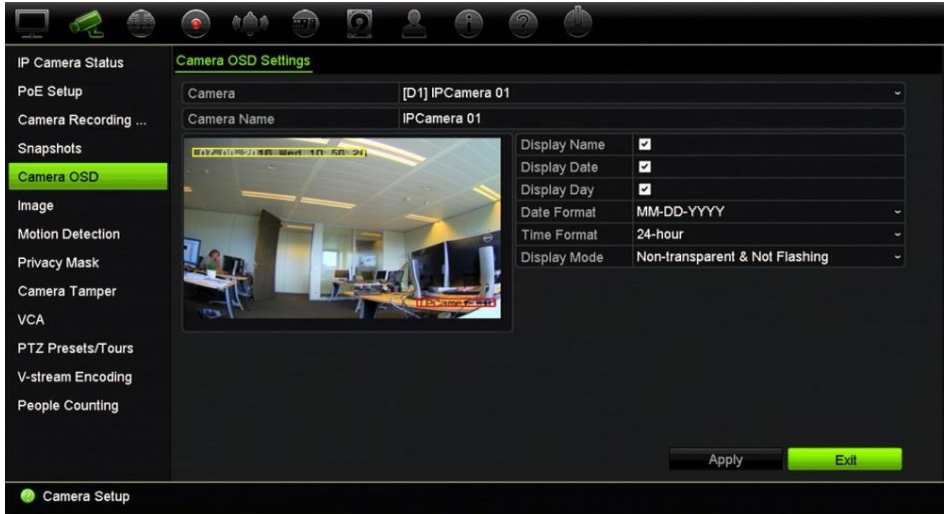 IP Camera Status
PoE Setup
Camera Recording ...
Snapshots
Camera OSD
Image
Motion Detection
Privacy Mask
Camera Tamper
VCA
PTZ Presets/Tours
V-stream Encoding
People Counting
Camera OSD Settings
Camera [D1] IPCamera 01
Camera Name IPCamera 01
Wed
Display Name
Display Date
Display Day
Date Format MM-DD-YYYY
Time Format 24-hour
Display Mode Non-transparent & Not Flashing
Apply Exit
Camera Setup